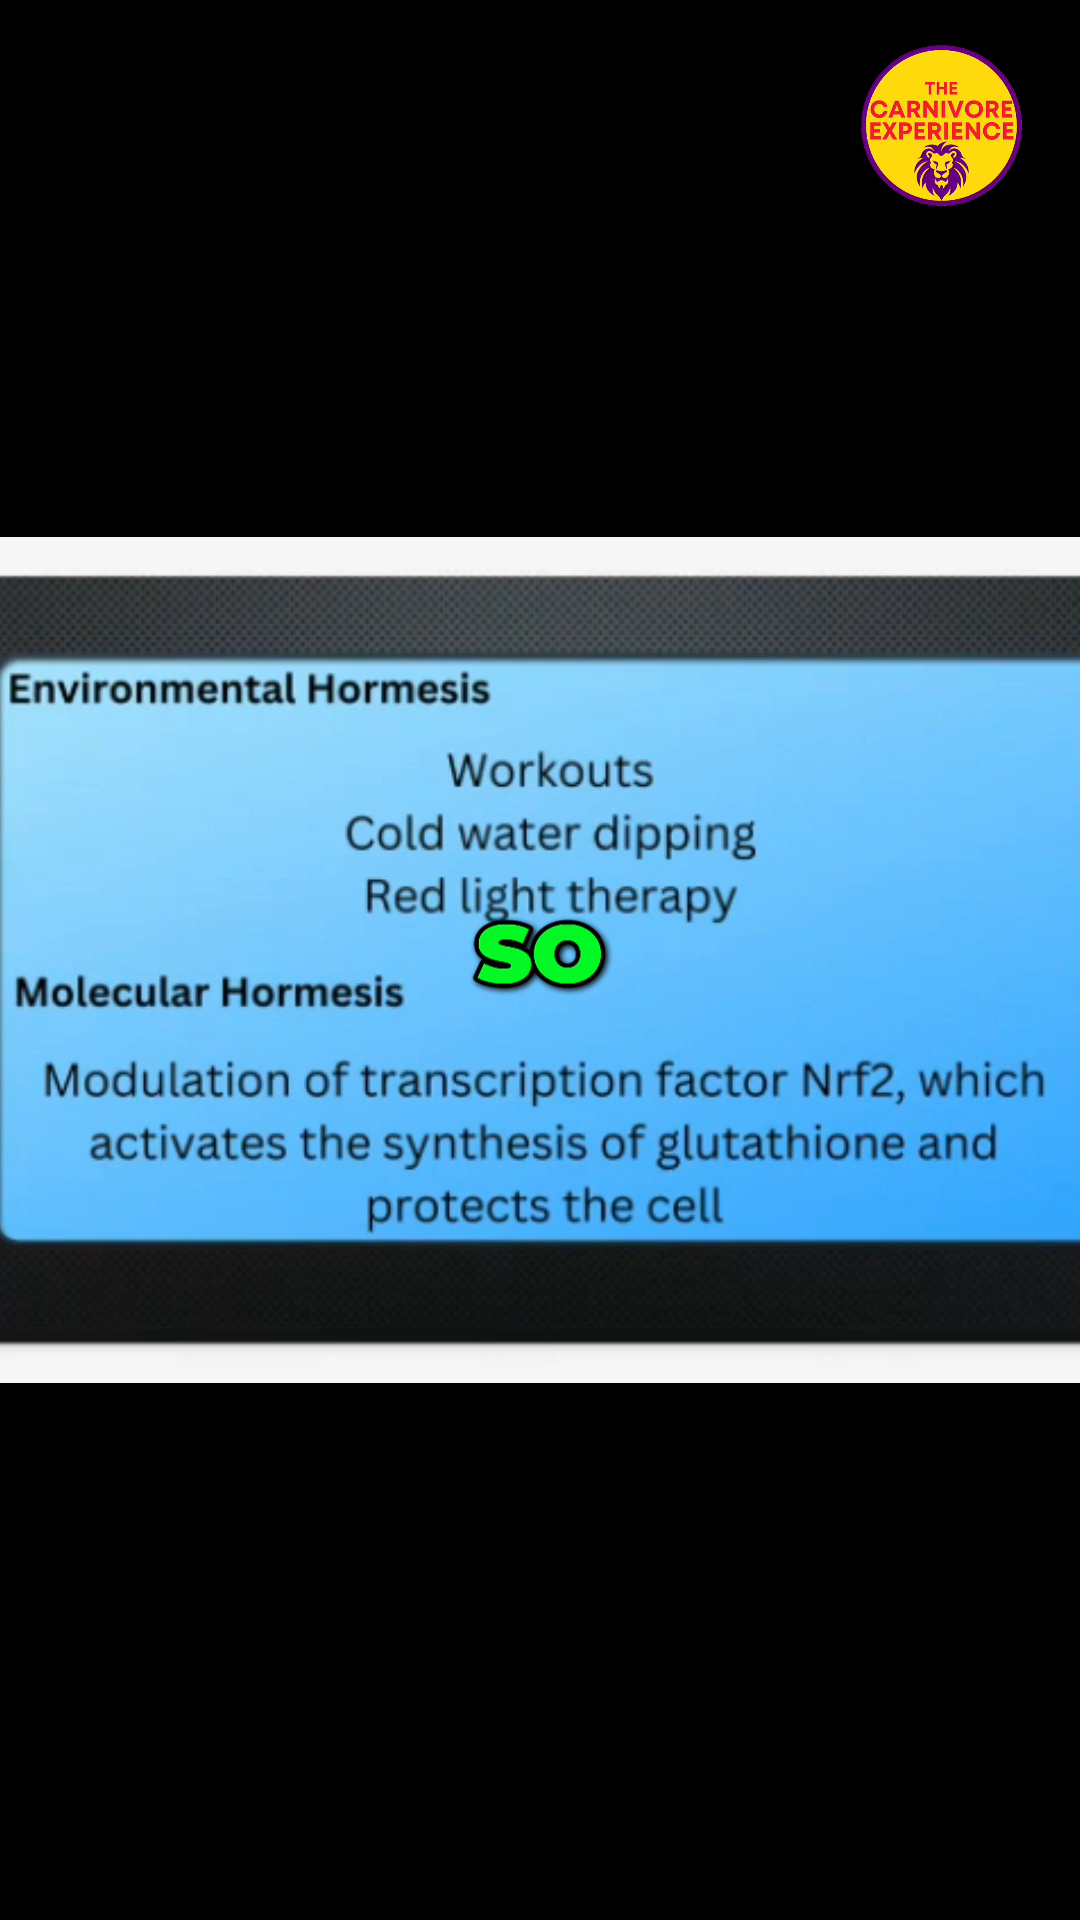 THE
CARNIVORE
EXPERIENCE
Environmental Hormesis
Workouts
Cold water dipping
Red light therapy
SO
Molecular Hormesis
Modulation of transcription factor Nrf2, which
activates the synthesis of glutathione and
protects the cell